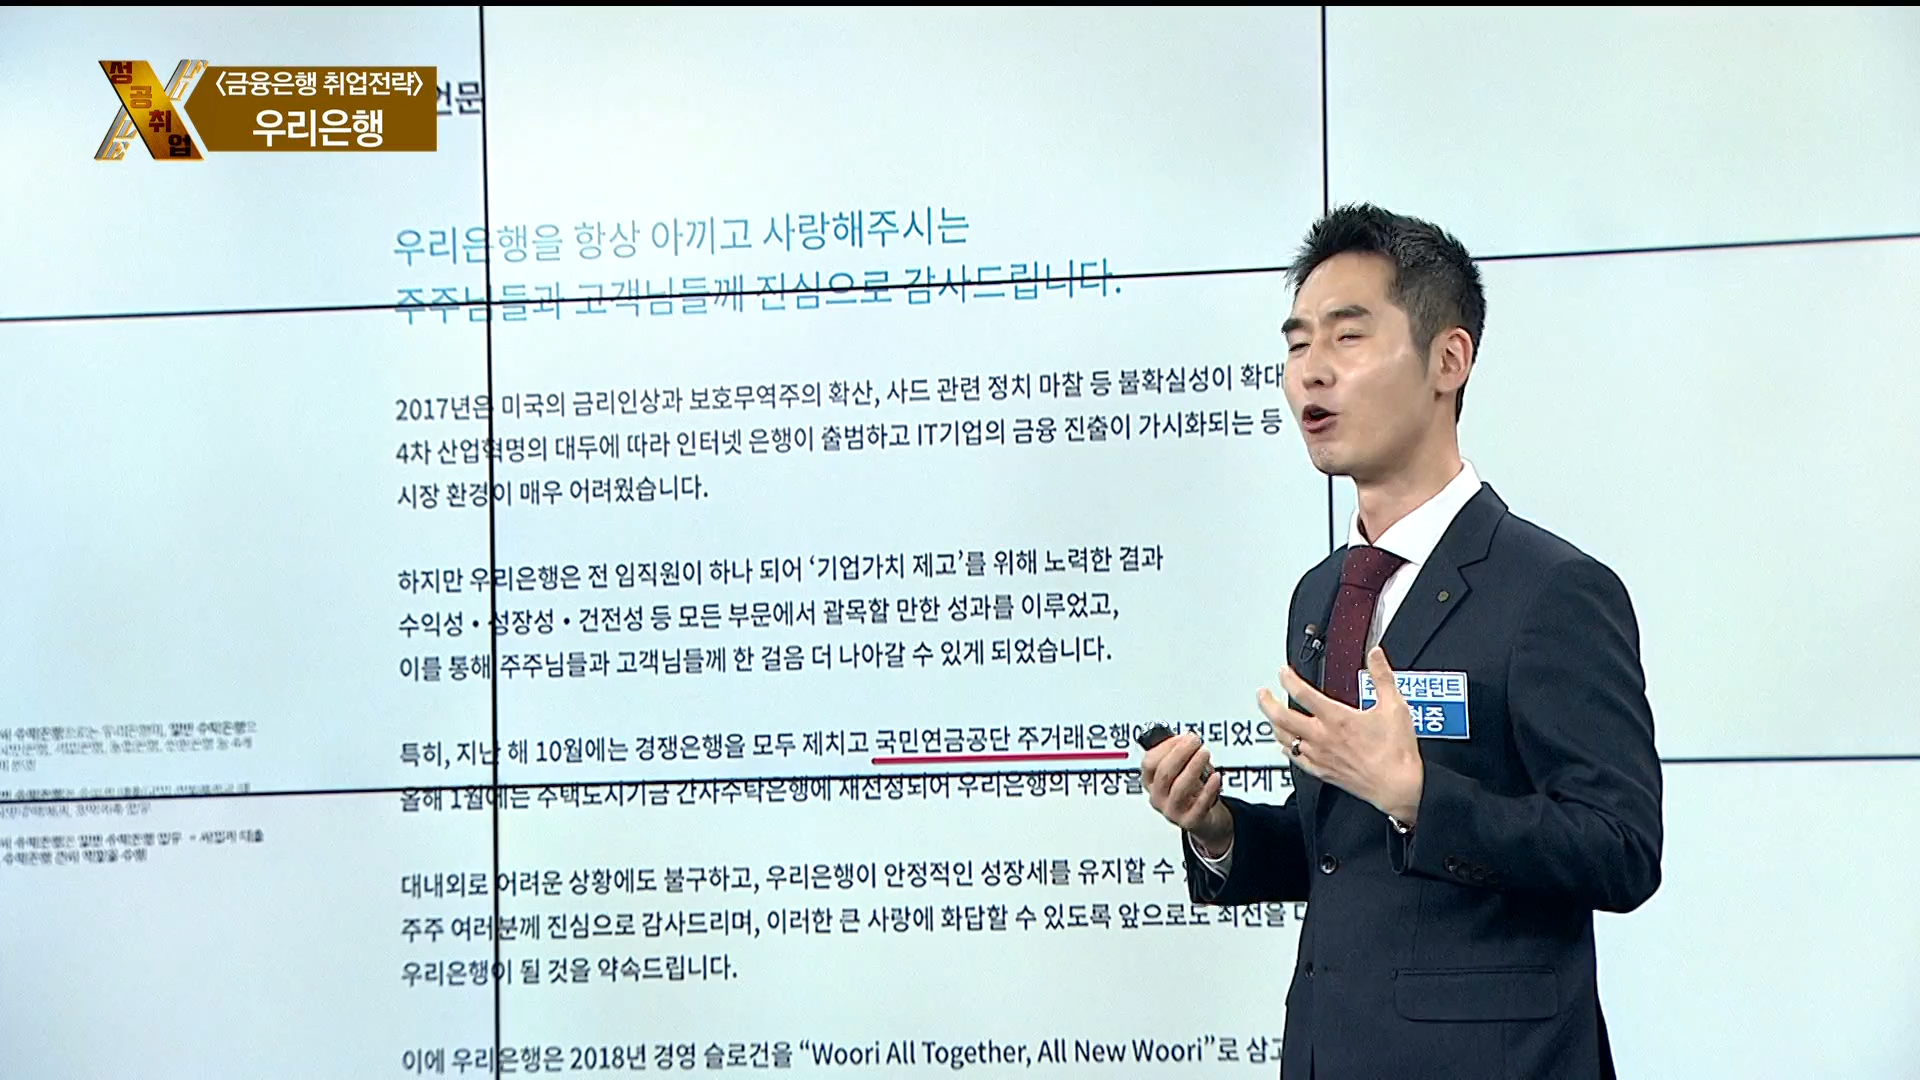 성공취업
X FILE
〈금융은행 취업전략〉
우리은행
언문
우리은행을 항상 아끼고 사랑해주시는
주주님들과 고객님들께 진심으로 감사드립니다.
2017년은 미국의 금리인상과 보호무역주의 확산, 사드 관련 정치 마찰 등 불확실성이 확대
4차 산업혁명의 대두에 따라 인터넷 은행이 출범하고 IT기업의 금융 진출이 가시화되는 등
시장 환경이 매우 어려웠습니다.
하지만 우리은행은 전 임직원이 하나 되어 ‘기업가치 제고’를 위해 노력한 결과
수익성 • 성장성 • 건전성 등 모든 부문에서 괄목할 만한 성과를 이루었고,
이를 통해 주주님들과 고객님들께 한 걸음 더 나아갈 수 있게 되었습니다.
특히, 지난 해 10월에는 경쟁은행을 모두 제치고 국민연금공단 주거래은행에 선정되었으
올해 1월에는 주택도시기금 간사수탁은행에 재선정되어 우리은행의 위상을
대내외로 어려운 상황에도 불구하고, 우리은행이 안정적인 성장세를 유지할 수
주주 여러분께 진심으로 감사드리며, 이러한 큰 사랑에 화답할 수 있도록 앞으로도 최선을
우리은행이 될 것을 약속드립니다.
이에 우리은행은 2018년 경영 슬로건을 “Woori All Together, All New Woori”로 삼고
컨설턴트
혁중